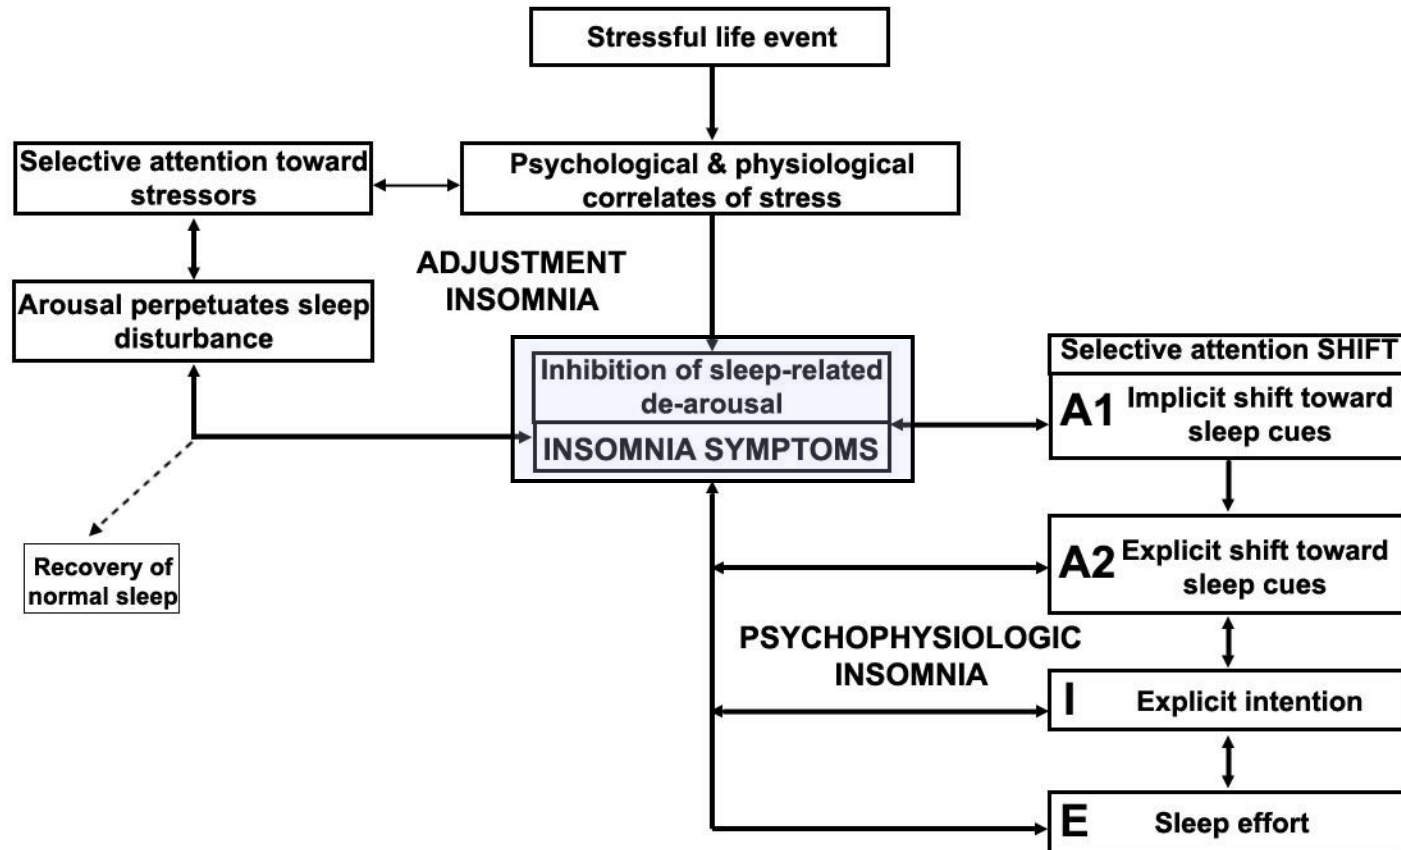 Stressful life event
Selective attention toward
stressors
Psychological & physiological
correlates of stress
ADJUSTMENT
INSOMNIA
Arousal perpetuates sleep
disturbance
Inhibition of sleep-related
de-arousal
INSOMNIA SYMPTOMS
Selective attention SHIFT
A1 Implicit shift toward
sleep cues
A2 Explicit shift toward
sleep cues
Recovery of
normal sleep
PSYCHOPHYSIOLOGIC
INSOMNIA
I Explicit intention
E Sleep effort